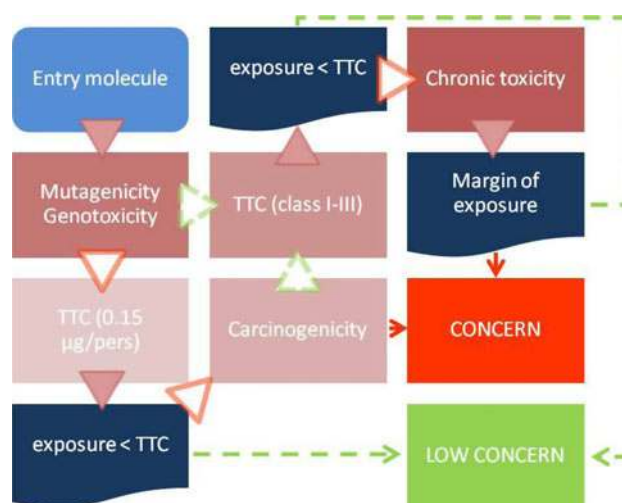 Entry molecule
exposure < TTC
Chronic toxicity
Mutagenicity
Genotoxicity
TTC (class I-III)
Margin of
exposure
TTC (0.15
µg/pers)
Carcinogenicity
CONCERN
exposure < TTC
LOW CONCERN